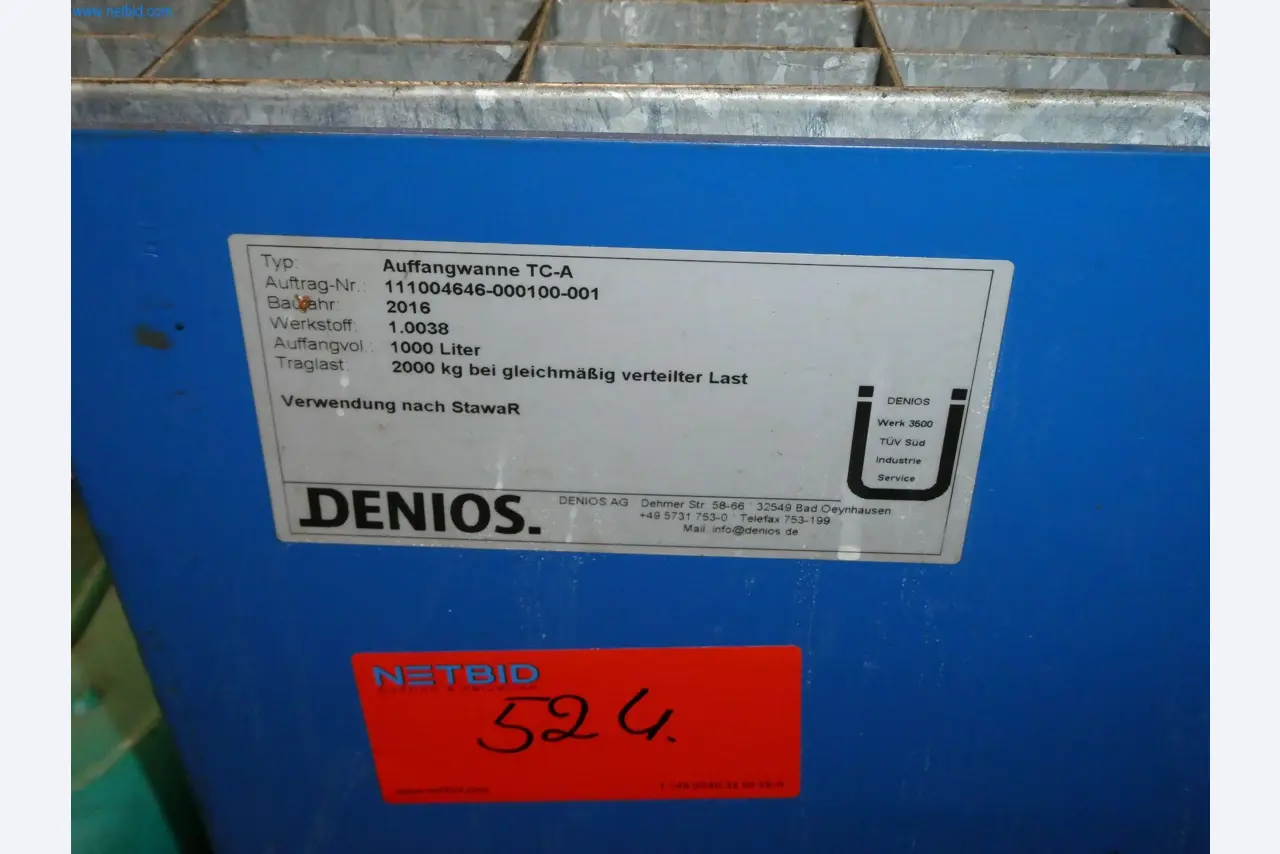 www.netbid.com
Typ: Auffangwanne TC-A
Auftrag-Nr.: 111004646-000100-001
Baujahr: 2016
Werkstoff: 1.0038
Auffangvol.: 1000 Liter
Traglast: 2000 kg bei gleichmäßig verteilter Last
Verwendung nach StawaR
DENIOS
Werk 3500
TÜV Süd
Industrie
Service
DENIOS.
DENIOS AG Dehmer Str. 58-66 · 32549 Bad Oeynhausen
+49 5731 753-0 · Telefax 753-199
Mail: info@denios.de
NETBID
524.
www.netbid.com